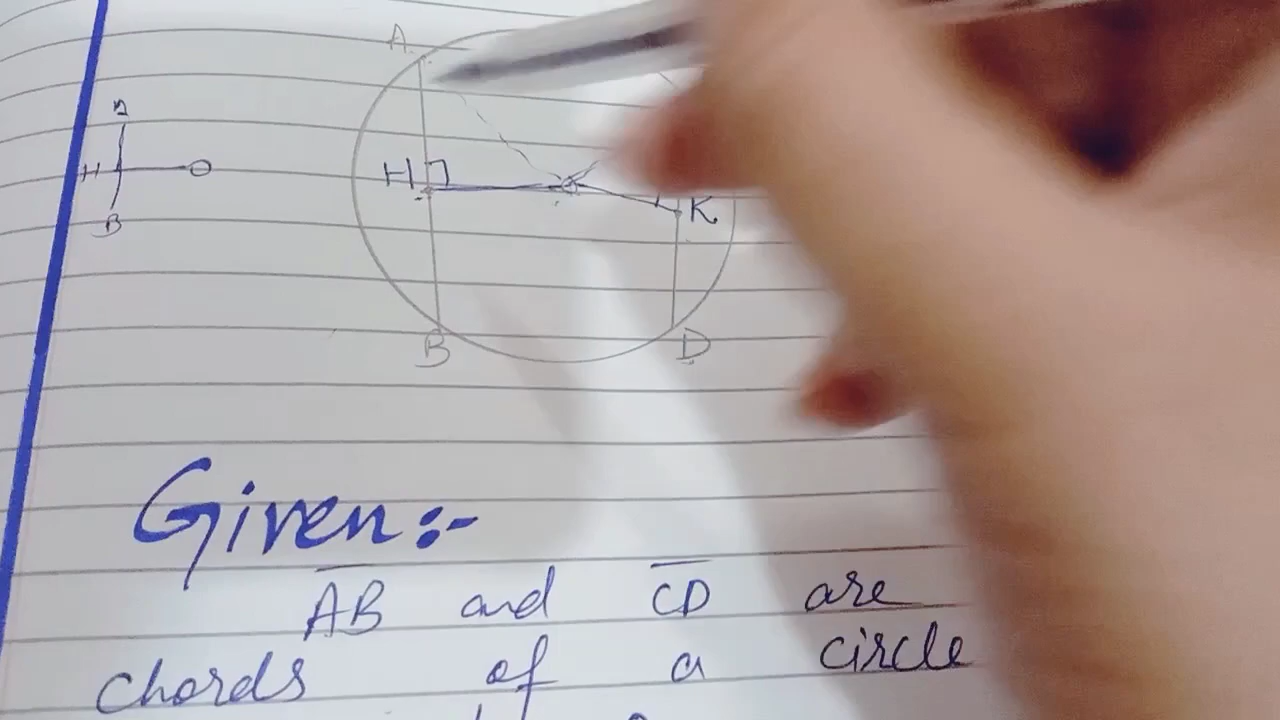 A
A
H O
H
K
B
B D
Given:-
AB and CD are
chords of a circle